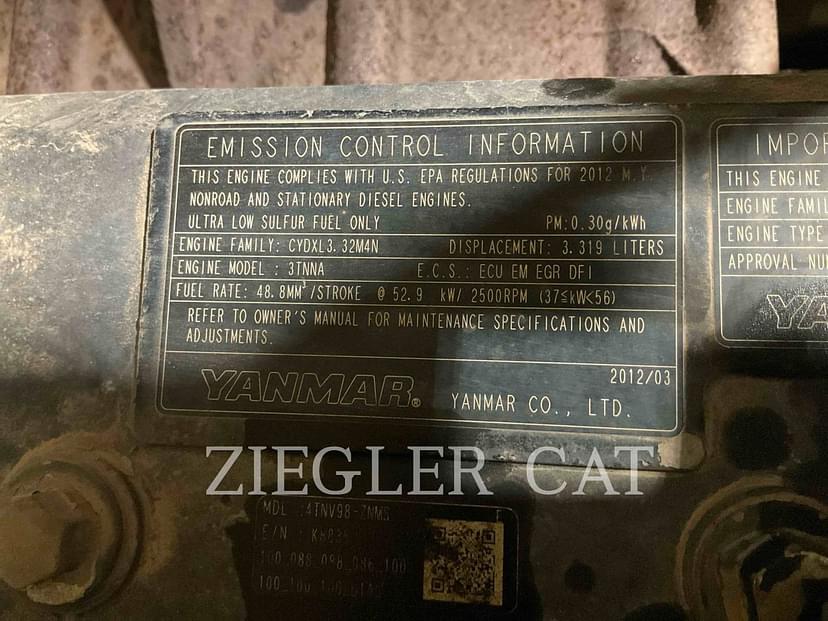 EMISSION CONTROL INFORMATION
THIS ENGINE COMPLIES WITH U.S. EPA REGULATIONS FOR 2012 M.Y.
NONROAD AND STATIONARY DIESEL ENGINES.
ULTRA LOW SULFUR FUEL ONLY PM:0.30g/kWh
ENGINE FAMILY: CYDXL3.32M4N DISPLACEMENT: 3.319 LITERS
ENGINE MODEL : 3TNNA E.C.S.: ECU EM EGR DFI
FUEL RATE: 48.8MM³/STROKE @ 52.9 kW/ 2500RPM (37≦kW<56)
REFER TO OWNER'S MANUAL FOR MAINTENANCE SPECIFICATIONS AND
ADJUSTMENTS.
2012/03
YANMAR® YANMAR CO., LTD.
THIS ENGINE
ENGINE
ENGINE TYPE
APPROVAL
ZIEGLER CAT
MDL :4TNV98-ZNMS
E/N :
100_088_098_086_100